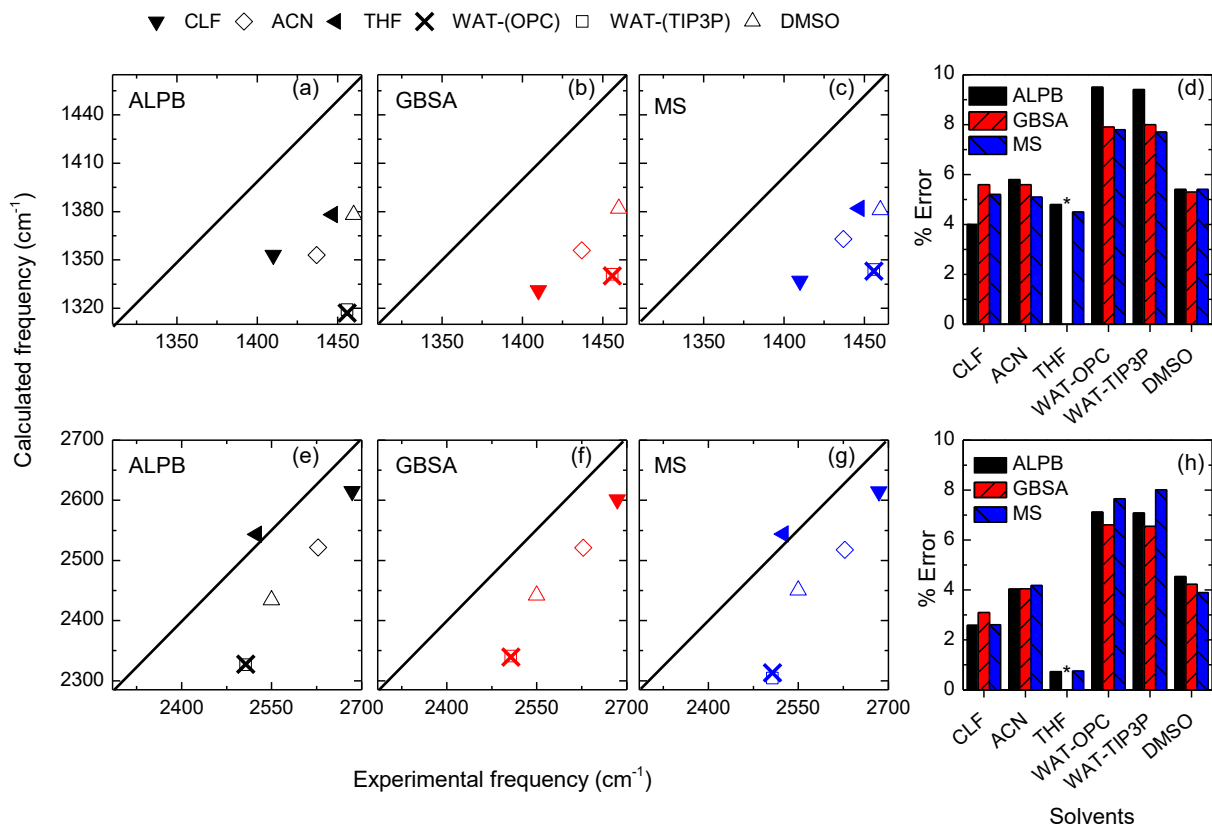 CLF ACN THF WAT-(OPC) WAT-(TIP3P) DMSO
ALPB (a)
GBSA (b)
MS (c)
1440
1410
1380
1350
1320
1350 1400 1450
1350 1400 1450
1350 1400 1450
(d)
ALPB
GBSA
MS
10
8
6
4
2
0
% Error
*
CLF
ACN
THF
WAT-OPC
WAT-TIP3P
DMSO
Calculated frequency (cm-1)
ALPB (e)
GBSA (f)
MS (g)
2700
2600
2500
2400
2300
2400 2550 2700
2400 2550 2700
2400 2550 2700
Experimental frequency (cm-1)
(h)
ALPB
GBSA
MS
10
8
6
4
2
0
% Error
*
CLF
ACN
THF
WAT-OPC
WAT-TIP3P
DMSO
Solvents